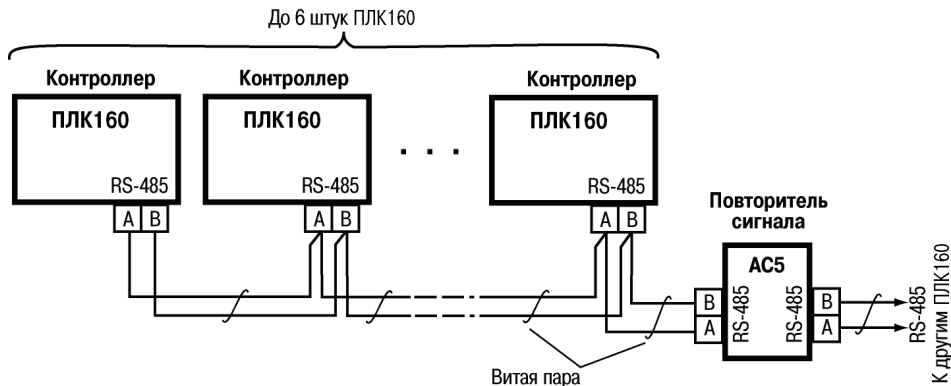 До 6 штук ПЛК160
Контроллер
Контроллер
Контроллер
ПЛК160
ПЛК160
ПЛК160
. . .
RS-485
RS-485
RS-485
A B
A B
A B
Повторитель
сигнала
АС5
B
A
RS-485
RS-485
B
A
К другим ПЛК160
RS-485
Витая пара